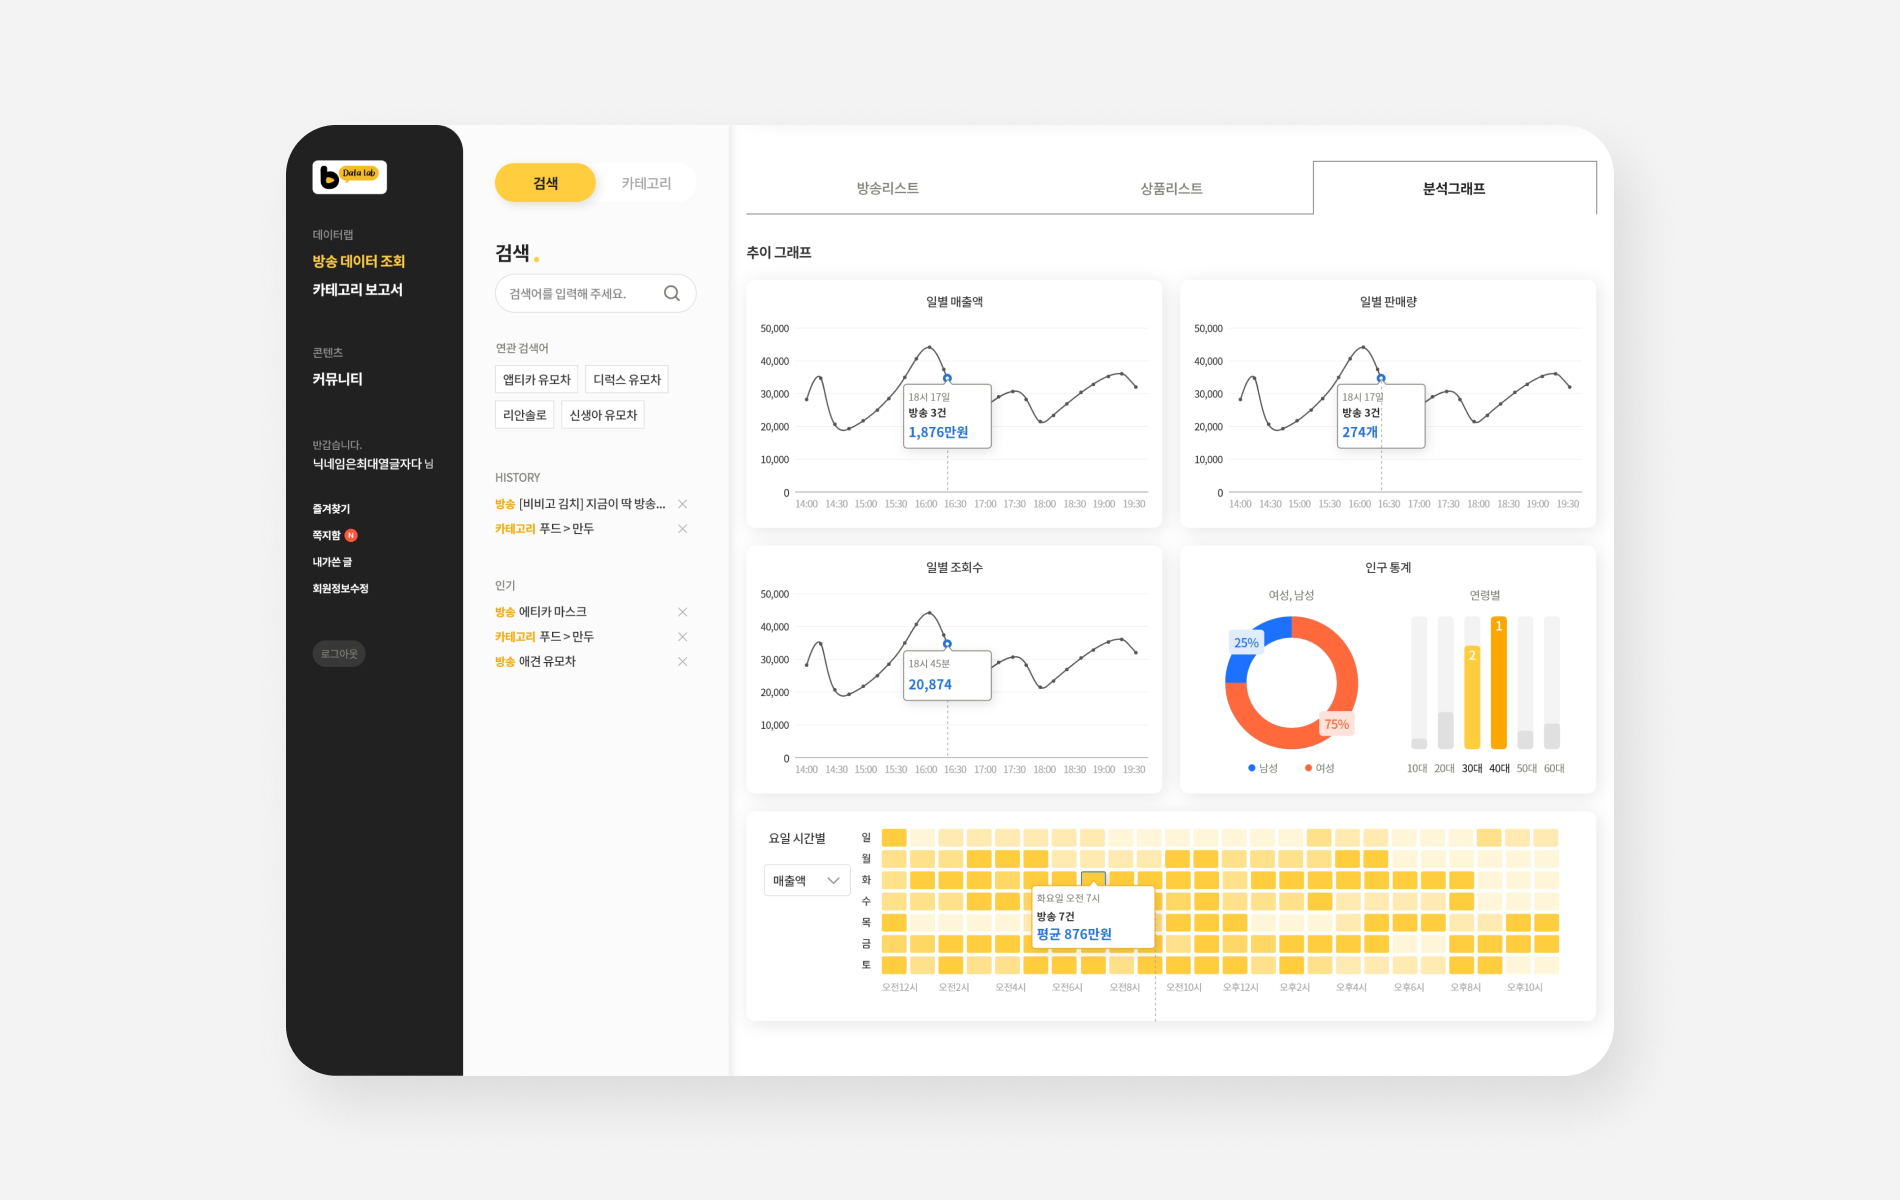 b Data lab
데이터랩
방송 데이터 조회
카테고리 보고서
콘텐츠
커뮤니티
반갑습니다.
닉네임은최대열글자다 님
즐겨찾기
쪽지함 N
내가쓴 글
회원정보수정
로그아웃
검색 카테고리
검색.
검색어를 입력해 주세요.
연관 검색어
앱티카 유모차 디럭스 유모차
리안솔로 신생아 유모차
HISTORY
방송 [비비고 김치] 지금이 딱 방송...
카테고리 푸드 > 만두
인기
방송 에티카 마스크
카테고리 푸드 > 만두
방송 애견 유모차
방송리스트 상품리스트 분석그래프
추이 그래프
일별 매출액
50,000
40,000
30,000
20,000
10,000
0
18시 17일
방송 3건
1,876만원
14:00 14:30 15:00 15:30 16:00 16:30 17:00 17:30 18:00 18:30 19:00 19:30
일별 판매량
50,000
40,000
30,000
20,000
10,000
0
18시 17일
방송 3건
274개
14:00 14:30 15:00 15:30 16:00 16:30 17:00 17:30 18:00 18:30 19:00 19:30
일별 조회수
50,000
40,000
30,000
20,000
10,000
0
18시 45분
20,874
14:00 14:30 15:00 15:30 16:00 16:30 17:00 17:30 18:00 18:30 19:00 19:30
인구 통계
여성, 남성
25%
75%
남성 여성
연령별
1
2
10대 20대 30대 40대 50대 60대
요일 시간별
매출액
일
월
화
수
목
금
토
화요일 오전 7시
방송 7건
평균 876만원
오전12시 오전2시 오전4시 오전6시 오전8시 오전10시 오후12시 오후2시 오후4시 오후6시 오후8시 오후10시